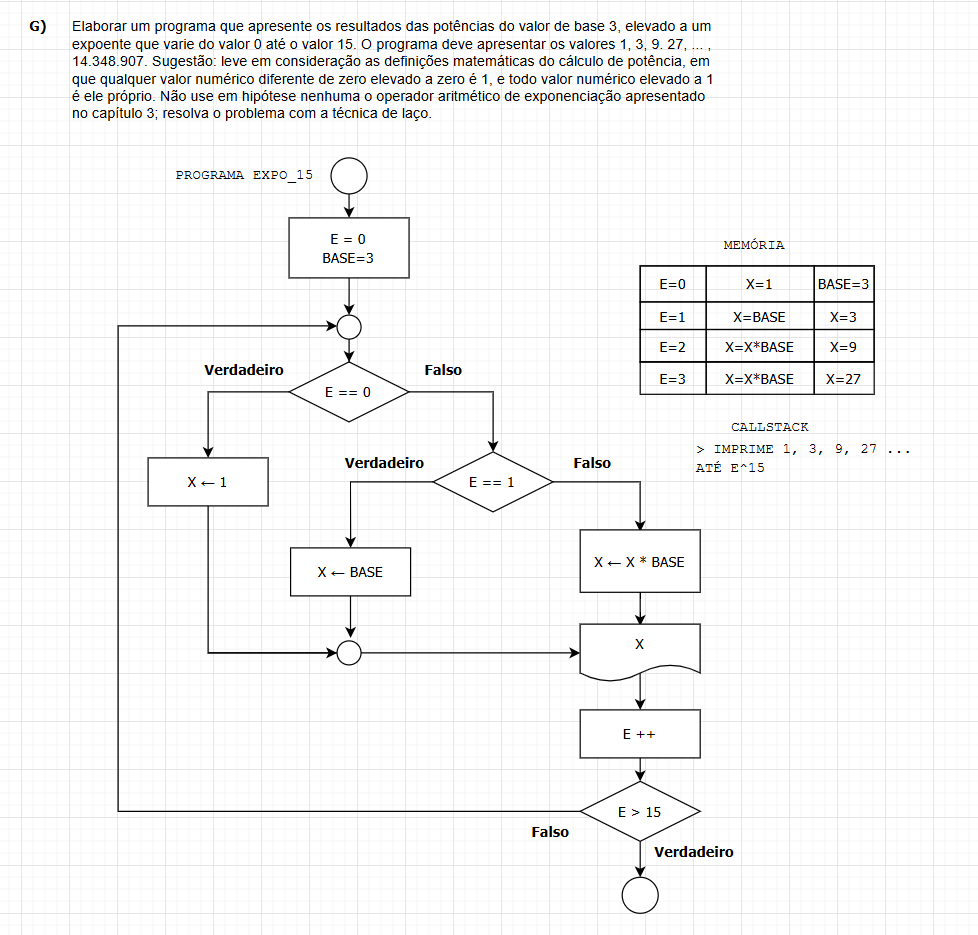 G) Elaborar um programa que apresente os resultados das potências do valor de base 3, elevado a um
expoente que varie do valor 0 até o valor 15. O programa deve apresentar os valores 1, 3, 9. 27, ... ,
14.348.907. Sugestão: leve em consideração as definições matemáticas do cálculo de potência, em
que qualquer valor numérico diferente de zero elevado a zero é 1, e todo valor numérico elevado a 1
é ele próprio. Não use em hipótese nenhuma o operador aritmético de exponenciação apresentado
no capítulo 3; resolva o problema com a técnica de laço.
PROGRAMA EXPO_15
E = 0
BASE=3
MEMÓRIA
E=0 X=1 BASE=3
E=1 X=BASE X=3
E=2 X=X*BASE X=9
E=3 X=X*BASE X=27
Verdadeiro Falso
E == 0
CALLSTACK
> IMPRIME 1, 3, 9, 27 ...
ATÉ E^15
Verdadeiro Falso
X ← 1
E == 1
X ← BASE
X ← X * BASE
X
E ++
E > 15
Falso
Verdadeiro